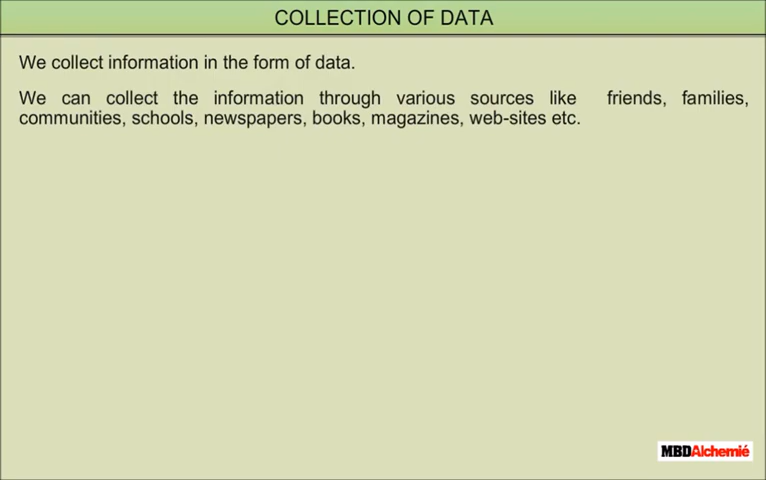 COLLECTION OF DATA
We collect information in the form of data.
We can collect the information through various sources like friends, families,
communities, schools, newspapers, books, magazines, web-sites etc.
MBDAlchemié